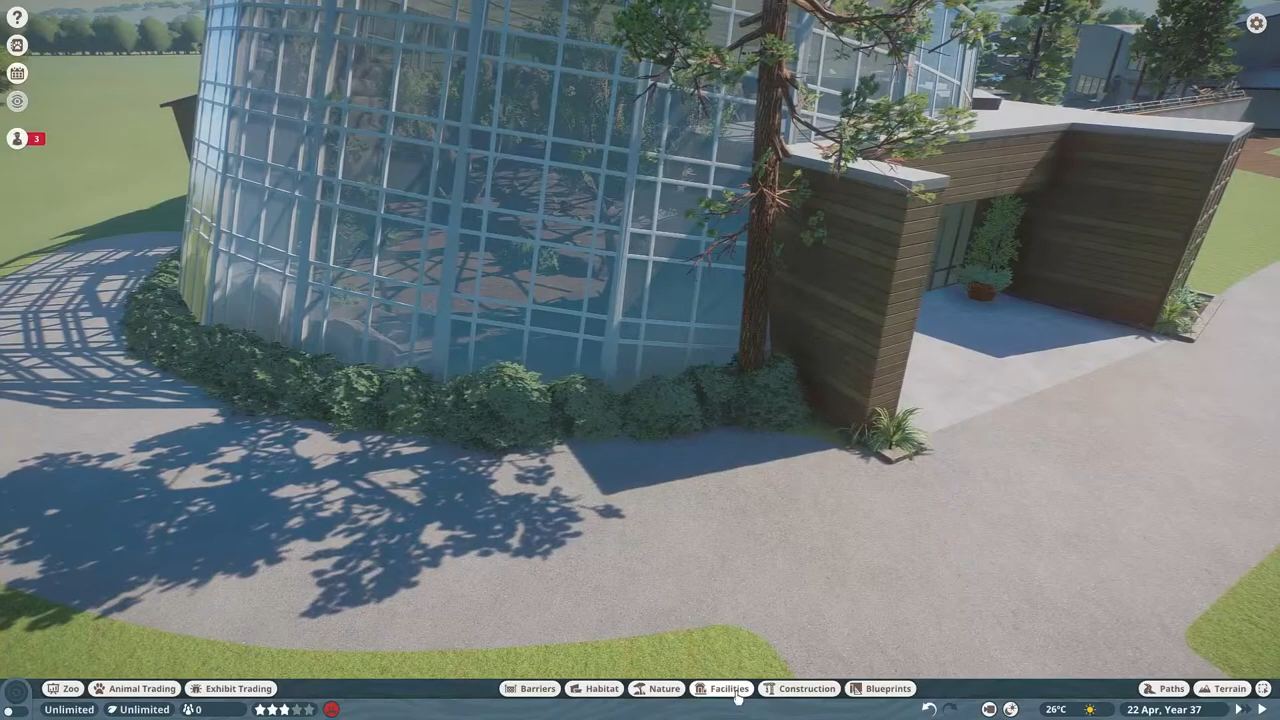 ?
3
Zoo Animal Trading Exhibit Trading Barriers Habitat Nature Facilities Construction Blueprints Paths Terrain
Unlimited Unlimited 0 26°C 22 Apr, Year 37